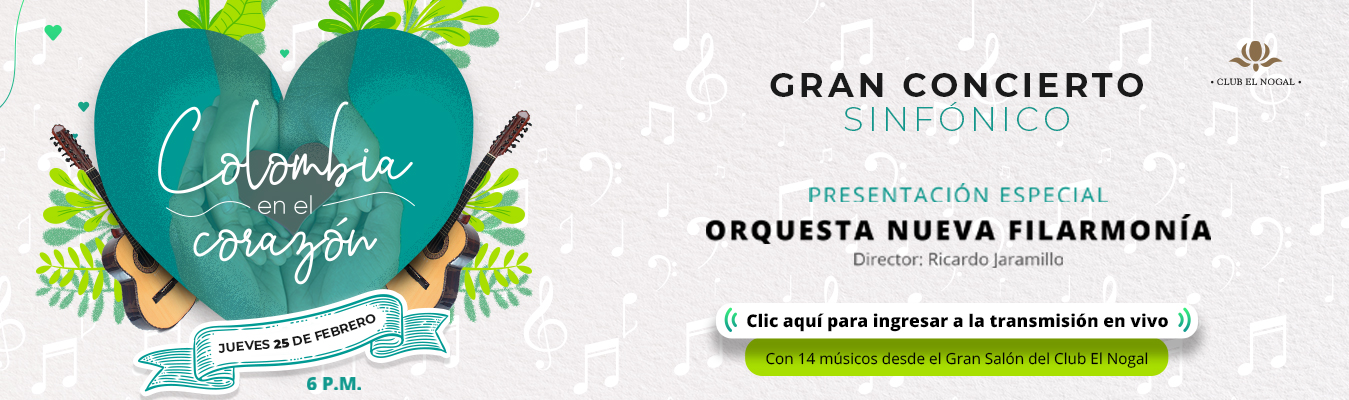 Colombia
en el
corazón
JUEVES 25 DE FEBRERO
6 P.M.
GRAN CONCIERTO
SINFÓNICO
• CLUB EL NOGAL •
PRESENTACIÓN ESPECIAL
ORQUESTA NUEVA FILARMONÍA
Director: Ricardo Jaramillo
Clic aquí para ingresar a la transmisión en vivo
Con 14 músicos desde el Gran Salón del Club El Nogal